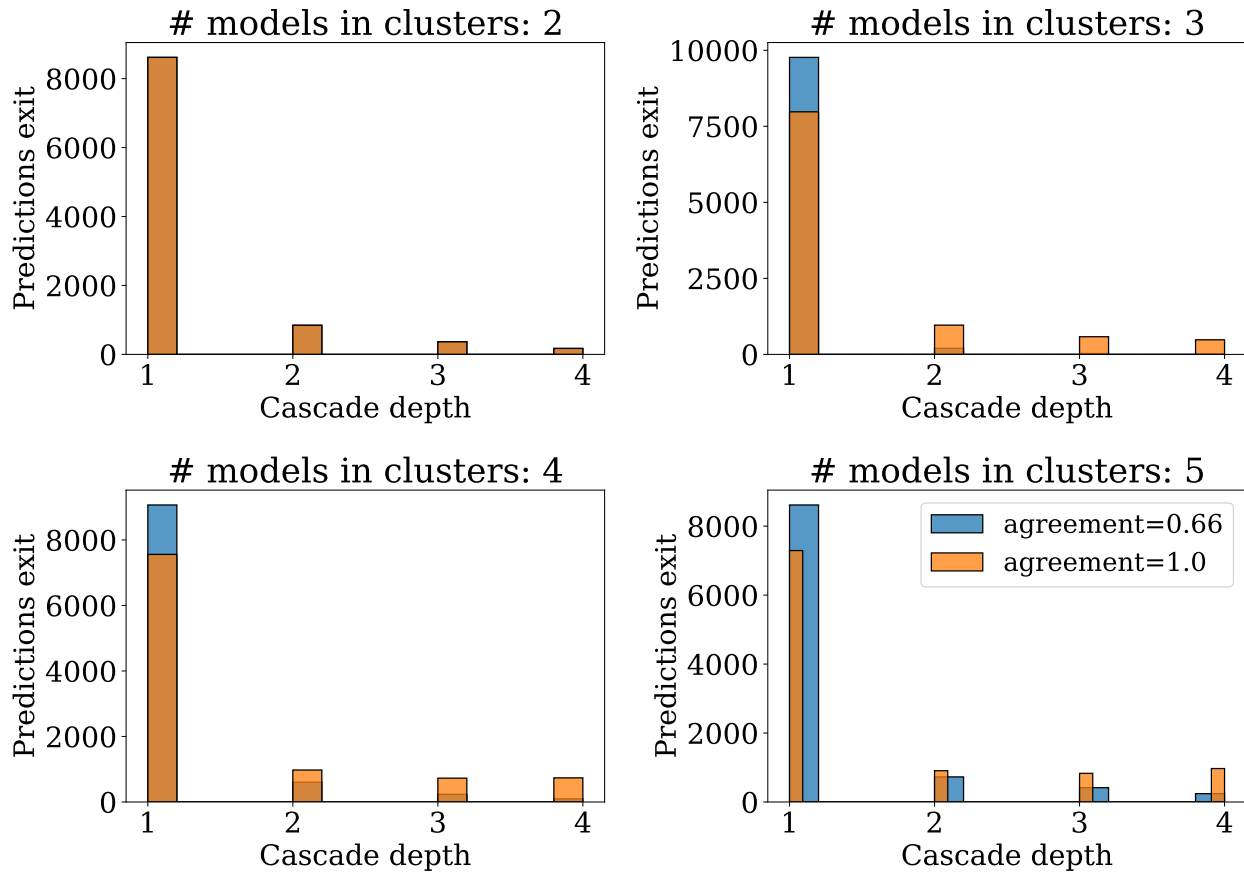 # models in clusters: 2
8000
6000
4000
2000
0
Predictions exit
1 2 3 4
Cascade depth
# models in clusters: 3
10000
7500
5000
2500
0
Predictions exit
1 2 3 4
Cascade depth
# models in clusters: 4
8000
6000
4000
2000
0
Predictions exit
1 2 3 4
Cascade depth
# models in clusters: 5
agreement=0.66
agreement=1.0
8000
6000
4000
2000
0
Predictions exit
1 2 3 4
Cascade depth